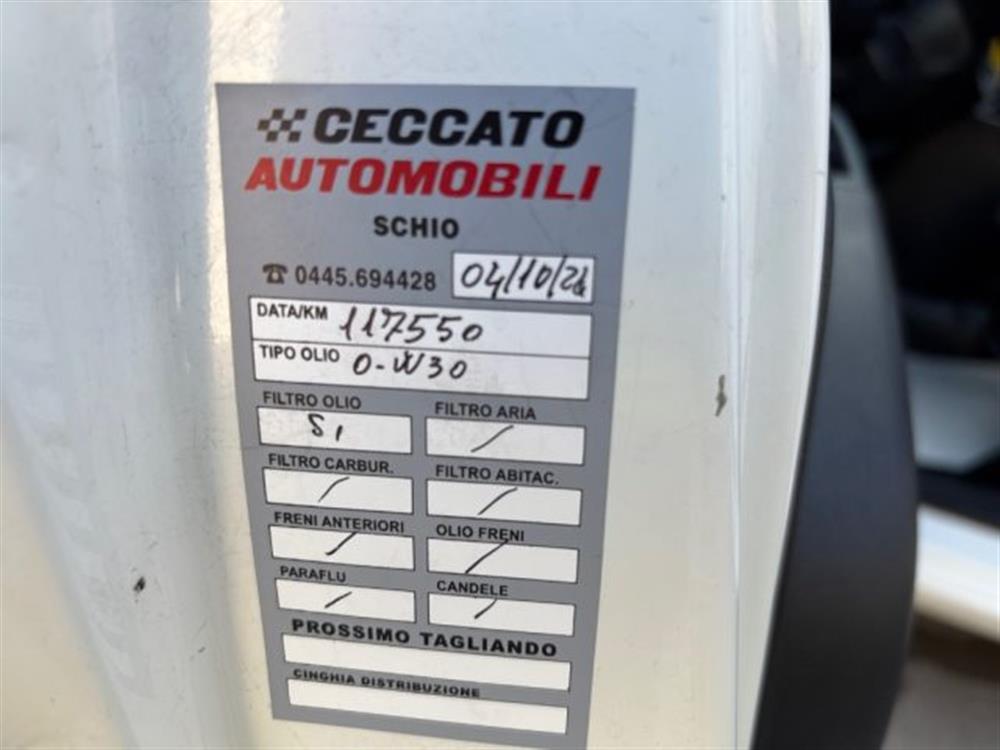 CECCATO
AUTOMOBILI
SCHIO
☎ 0445.694428 04/10/24
DATA/KM 117550
TIPO OLIO 0-W30
FILTRO OLIO FILTRO ARIA
SI /
FILTRO CARBUR. FILTRO ABITAC.
/ /
FRENI ANTERIORI OLIO FRENI
/ /
PARAFLU CANDELE
/ /
PROSSIMO TAGLIANDO
CINGHIA DISTRIBUZIONE